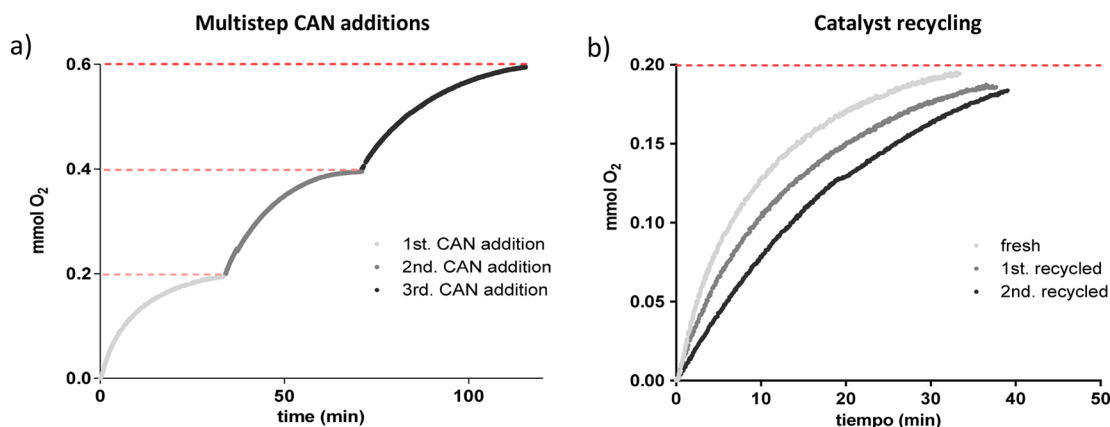 Multistep CAN additions
a)
0.6
0.4
0.2
0.0
mmol O2
0
50
100
time (min)
1st. CAN addition
2nd. CAN addition
3rd. CAN addition
Catalyst recycling
b)
0.20
0.15
0.10
0.05
0.00
mmol O2
0
10
20
30
40
50
tiempo (min)
fresh
1st. recycled
2nd. recycled